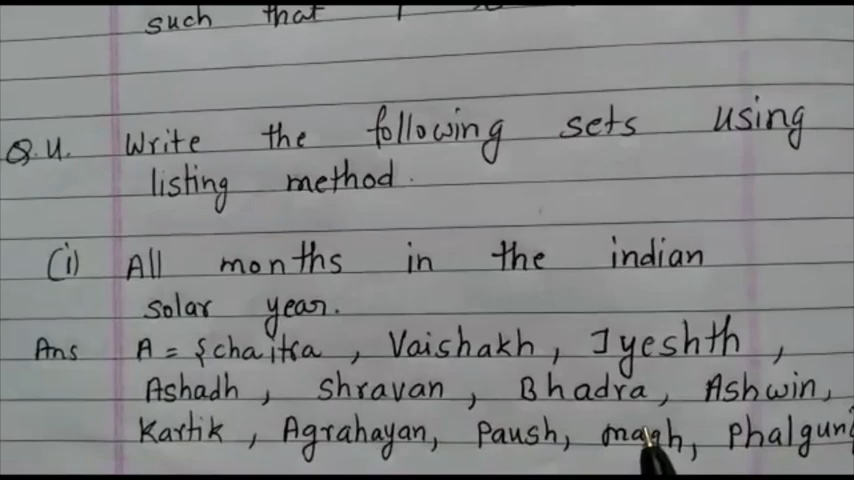 such that
Q.4. Write the following sets using
listing method.
(i) All months in the indian
solar year.
Ans A = {chaitra, Vaishakh, Jyeshth,
Ashadh, Shravan, Bhadra, Ashwin,
Kartik, Agrahayan, Paush, magh, Phalgun}